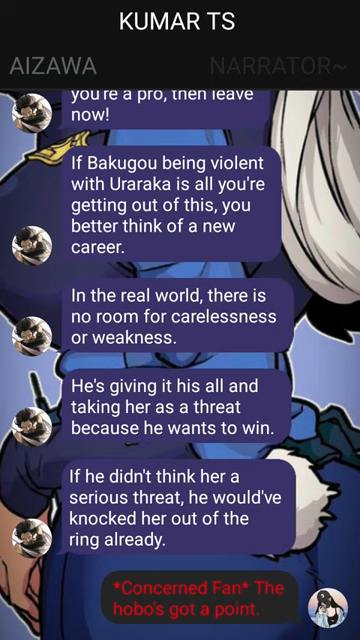 KUMAR TS
AIZAWA
NARRATOR~
you're a pro, then leave
now!
If Bakugou being violent
with Uraraka is all you're
getting out of this, you
better think of a new
career.
In the real world, there is
no room for carelessness
or weakness.
He's giving it his all and
taking her as a threat
because he wants to win.
If he didn't think her a
serious threat, he would've
knocked her out of the
ring already.
*Concerned Fan* The
hobo's got a point.